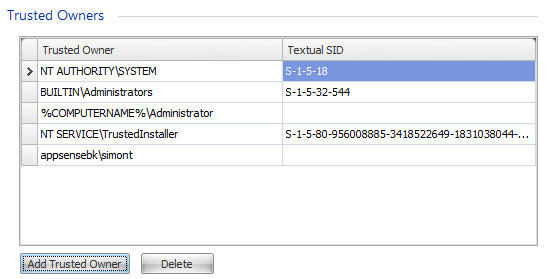 Trusted Owners
Trusted Owner Textual SID
NT AUTHORITY\SYSTEM S-1-5-18
BUILTIN\Administrators S-1-5-32-544
%COMPUTERNAME%\Administrator
NT SERVICE\TrustedInstaller S-1-5-80-956008885-3418522649-1831038044-...
appsensebk\simont
Add Trusted Owner Delete